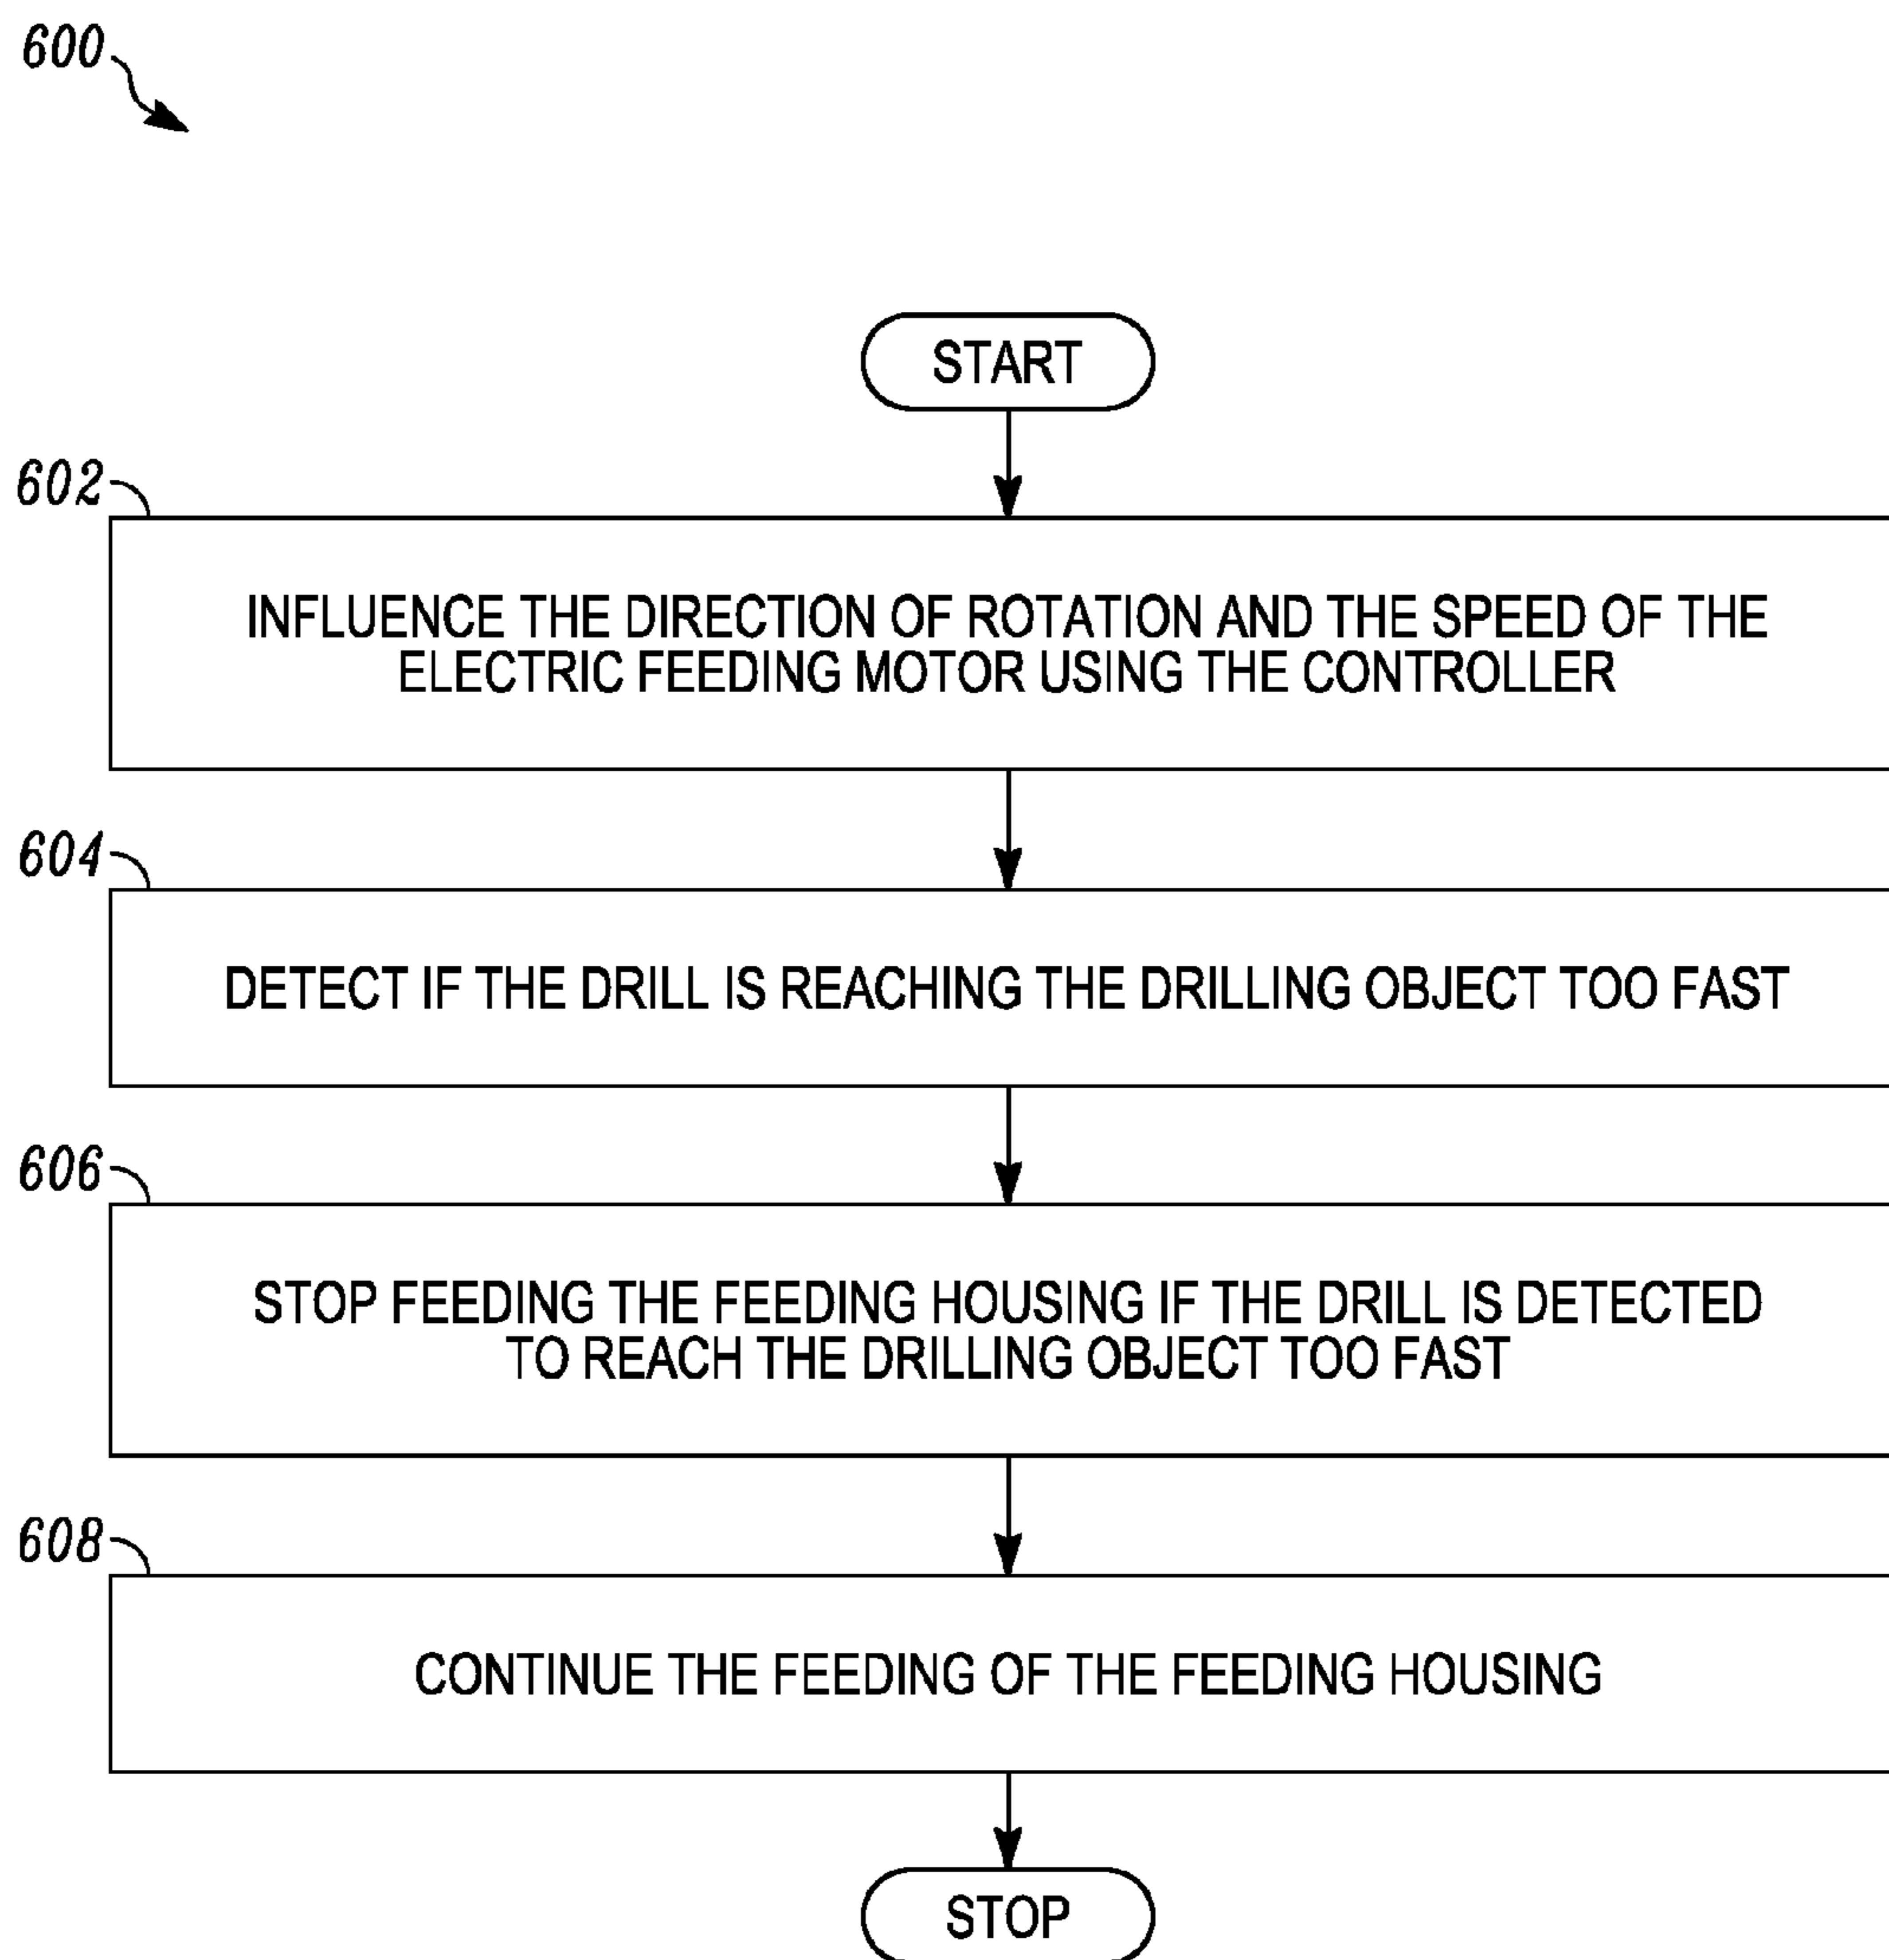 600
START
602
INFLUENCE THE DIRECTION OF ROTATION AND THE SPEED OF THE
ELECTRIC FEEDING MOTOR USING THE CONTROLLER
604
DETECT IF THE DRILL IS REACHING THE DRILLING OBJECT TOO FAST
606
STOP FEEDING THE FEEDING HOUSING IF THE DRILL IS DETECTED
TO REACH THE DRILLING OBJECT TOO FAST
608
CONTINUE THE FEEDING OF THE FEEDING HOUSING
STOP